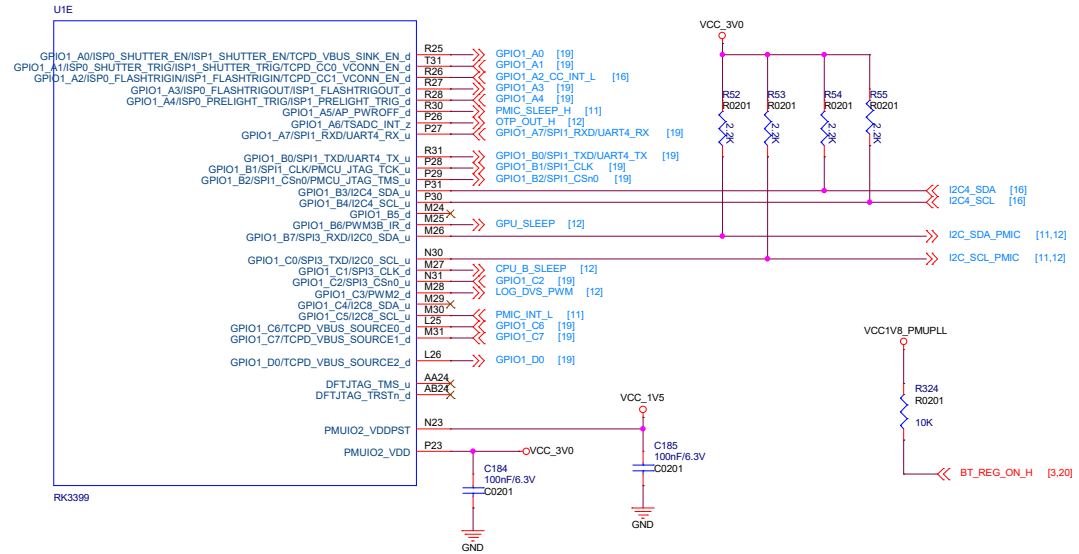 U1E
GPIO1_A0/ISP0_SHUTTER_EN/ISP1_SHUTTER_EN/TCPD_VBUS_SINK_EN_d R25 GPIO1_A0 [19]
GPIO1_A1/ISP0_SHUTTER_TRIG/ISP1_SHUTTER_TRIG/TCPD_CC0_VCONN_EN_d T31 GPIO1_A1 [19]
GPIO1_A2/ISP0_FLASHTRIGIN/ISP1_FLASHTRIGIN/TCPD_CC1_VCONN_EN_d R26 GPIO1_A2_CC_INT_L [16]
GPIO1_A3/ISP0_FLASHTRIGOUT/ISP1_FLASHTRIGOUT_d R27 GPIO1_A3 [19]
GPIO1_A4/ISP0_PRELIGHT_TRIG/ISP1_PRELIGHT_TRIG_d R28 GPIO1_A4 [19]
GPIO1_A5/AP_PWROFF_d R30 PMIC_SLEEP_H [11]
GPIO1_A6/TSADC_INT_z P26 OTP_OUT_H [12]
GPIO1_A7/SPI1_RXD/UART4_RX_u P27 GPIO1_A7/SPI1_RXD/UART4_RX [19]
GPIO1_B0/SPI1_TXD/UART4_TX_u R31 GPIO1_B0/SPI1_TXD/UART4_TX [19]
GPIO1_B1/SPI1_CLK/PMCU_JTAG_TCK_u P28 GPIO1_B1/SPI1_CLK [19]
GPIO1_B2/SPI1_CSn0/PMCU_JTAG_TMS_u P29 GPIO1_B2/SPI1_CSn0 [19]
GPIO1_B3/I2C4_SDA_u P31 I2C4_SDA [16]
GPIO1_B4/I2C4_SCL_u P30 I2C4_SCL [16]
GPIO1_B5_d M24
GPIO1_B6/PWM3B_IR_d M25 GPU_SLEEP [12]
GPIO1_B7/SPI3_RXD/I2C0_SDA_u M26 I2C_SDA_PMIC [11,12]
GPIO1_C0/SPI3_TXD/I2C0_SCL_u N30 I2C_SCL_PMIC [11,12]
GPIO1_C1/SPI3_CLK_d M27 CPU_B_SLEEP [12]
GPIO1_C2/SPI3_CSn0_u N31 GPIO1_C2 [19]
GPIO1_C3/PWM2_d M28 LOG_DVS_PWM [12]
GPIO1_C4/I2C8_SDA_u M29
GPIO1_C5/I2C8_SCL_u M30 PMIC_INT_L [11]
GPIO1_C6/TCPD_VBUS_SOURCE0_d L25 GPIO1_C6 [19]
GPIO1_C7/TCPD_VBUS_SOURCE1_d M31 GPIO1_C7 [19]
GPIO1_D0/TCPD_VBUS_SOURCE2_d L26 GPIO1_D0 [19]
DFTJTAG_TMS_u AA24
DFTJTAG_TRSTn_d AB24
PMUIO2_VDDPST N23
PMUIO2_VDD P23
RK3399
VCC_3V0
R52 R53 R54 R55
R0201 R0201 R0201 R0201
2.2K 2.2K 2.2K 2.2K
VCC_1V5
C185
100nF/6.3V
C0201
GND
VCC_3V0
C184
100nF/6.3V
C0201
GND
VCC1V8_PMUPLL
R324
R0201
10K
BT_REG_ON_H [3,20]